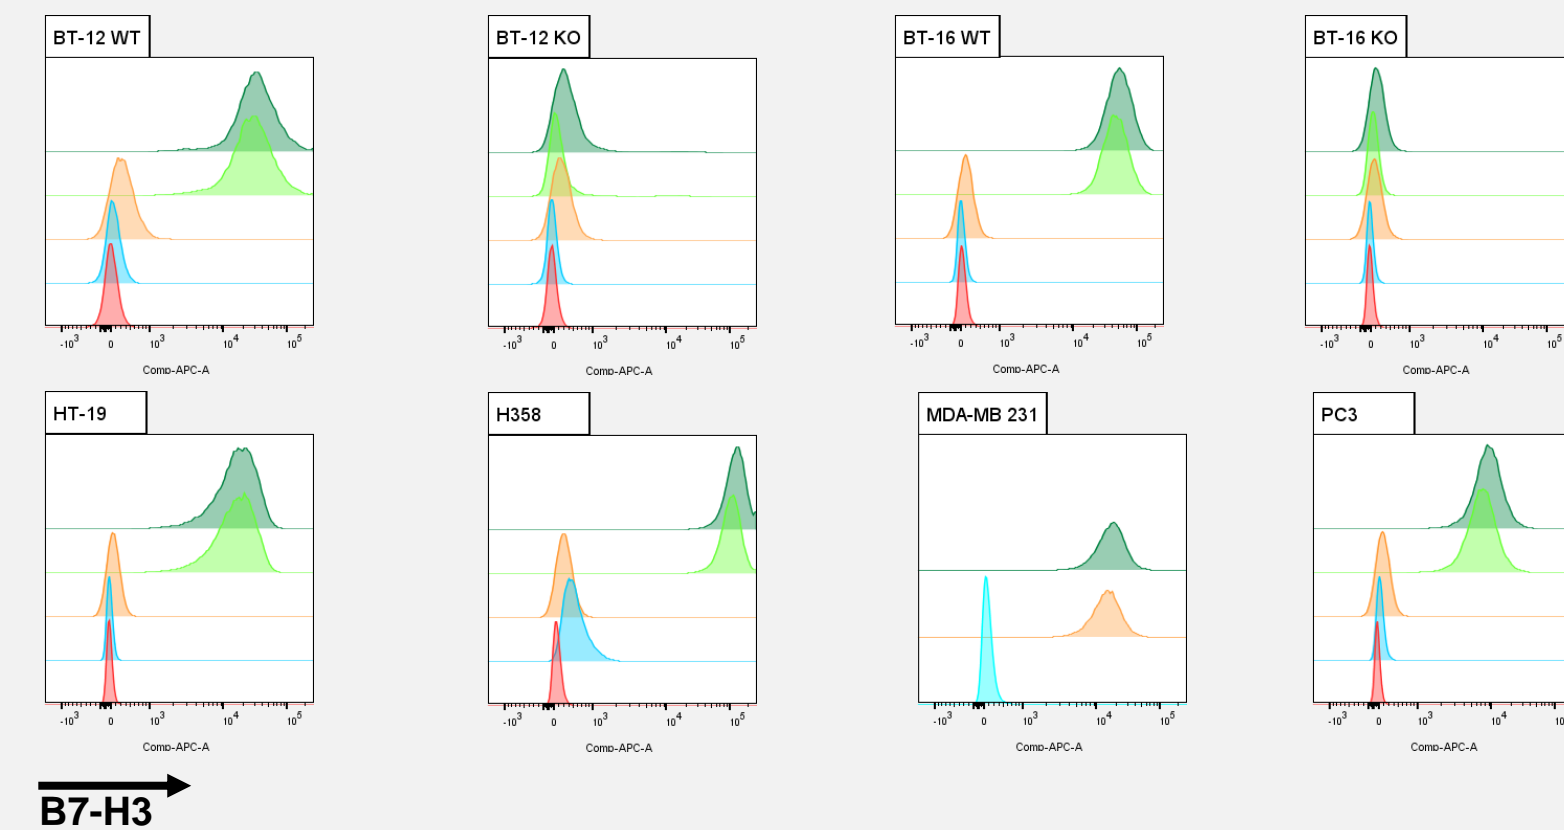 BT-12 WT
BT-12 KO
BT-16 WT
BT-16 KO
-10³ 0 10³ 10⁴ 10⁵
-10³ 0 10³ 10⁴ 10⁵
-10³ 0 10³ 10⁴ 10⁵
-10³ 0 10³ 10⁴ 10⁵
Comp-APC-A
Comp-APC-A
Comp-APC-A
Comp-APC-A
HT-19
H358
MDA-MB 231
PC3
-10³ 0 10³ 10⁴ 10⁵
-10³ 0 10³ 10⁴ 10⁵
-10³ 0 10³ 10⁴ 10⁵
-10³ 0 10³ 10⁴ 10
Comp-APC-A
Comp-APC-A
Comp-APC-A
Comp-APC-A
B7-H3